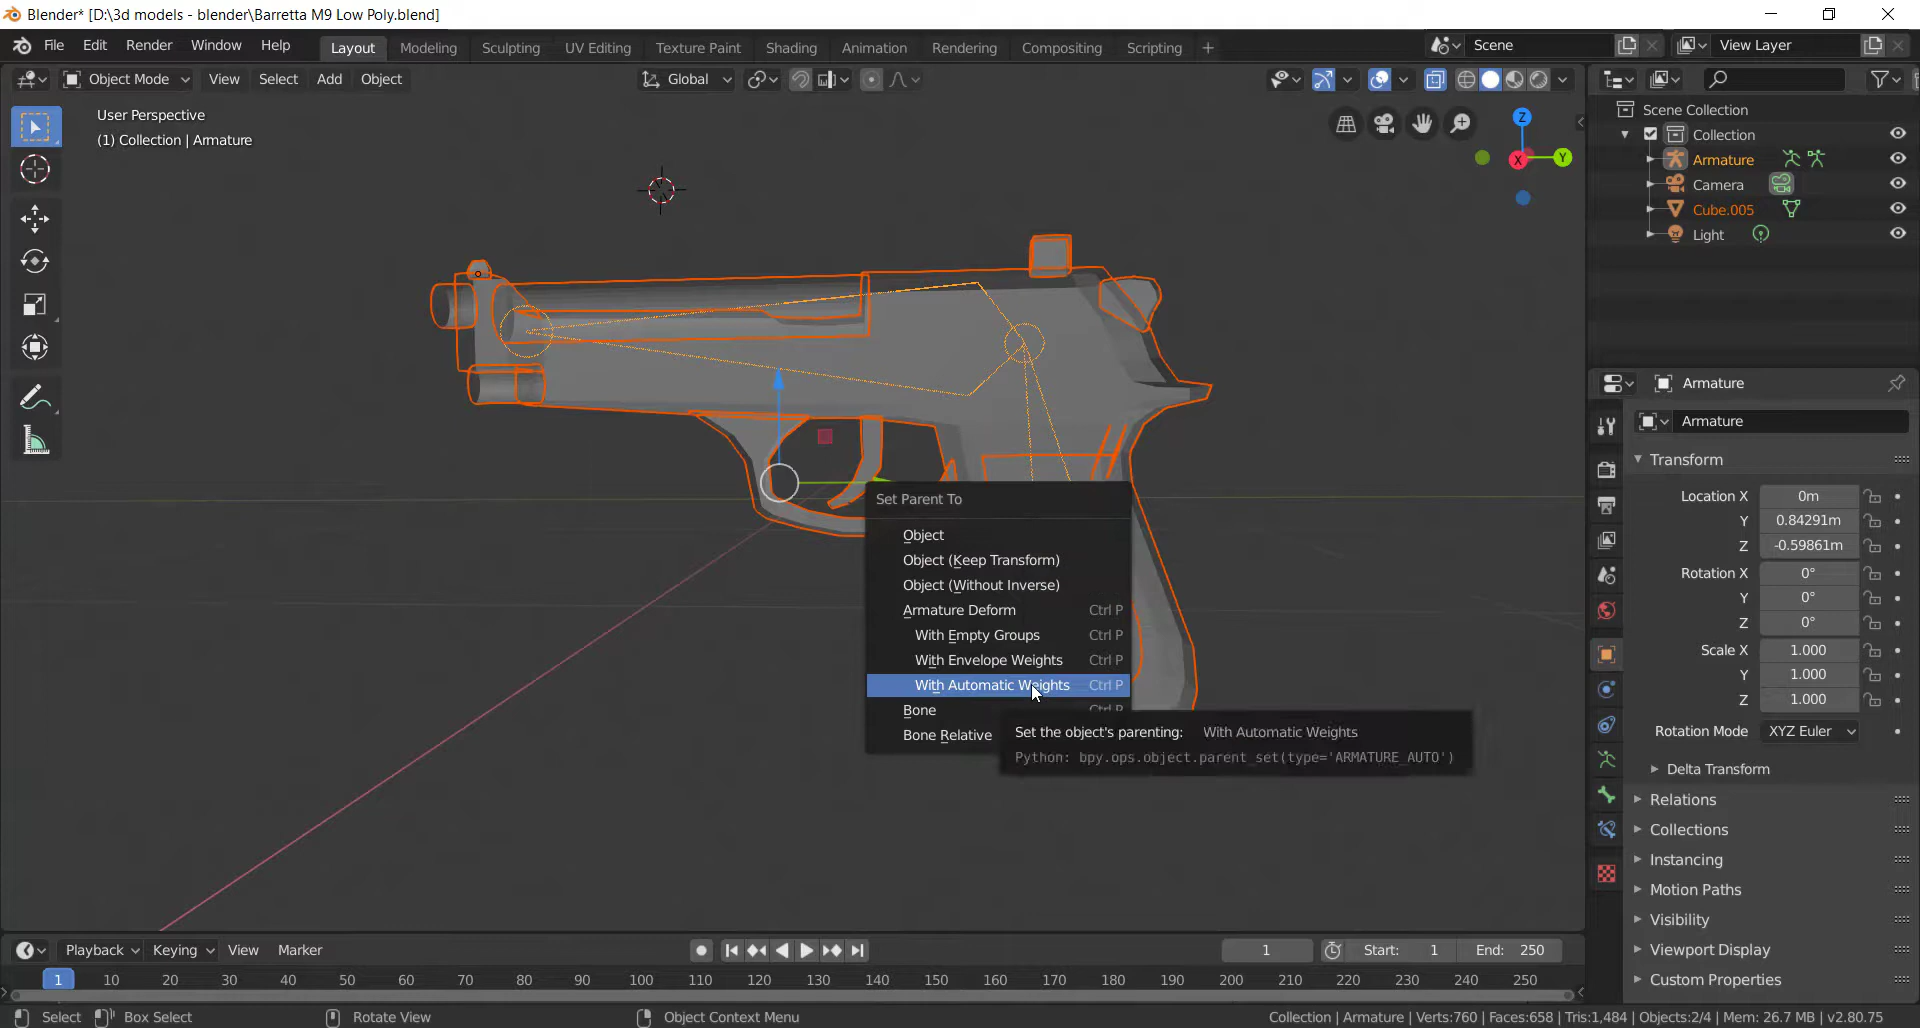 Blender* [D:\3d models - blender\Barretta M9 Low Poly.blend]
File Edit Render Window Help Layout Modeling Sculpting UV Editing Texture Paint Shading Animation Rendering Compositing Scripting + Scene View Layer
Object Mode View Select Add Object Global
User Perspective
(1) Collection | Armature
Z
X
Y
Scene Collection
Collection
Armature
Camera
Cube.005
Light
Set Parent To
Object
Object (Keep Transform)
Object (Without Inverse)
Armature Deform Ctrl P
With Empty Groups Ctrl P
With Envelope Weights Ctrl P
With Automatic Weights Ctrl P
Bone Ctrl P
Bone Relative
Set the object's parenting: With Automatic Weights
Python: bpy.ops.object.parent_set(type='ARMATURE_AUTO')
Armature
Armature
Transform
Location X 0m
Y 0.84291m
Z -0.59861m
Rotation X 0°
Y 0°
Z 0°
Scale X 1.000
Y 1.000
Z 1.000
Rotation Mode XYZ Euler
Delta Transform
Relations
Collections
Instancing
Motion Paths
Visibility
Viewport Display
Custom Properties
Playback Keying View Marker 1 Start: 1 End: 250
1 10 20 30 40 50 60 70 80 90 100 110 120 130 140 150 160 170 180 190 200 210 220 230 240 250
Select Box Select Rotate View Object Context Menu Collection | Armature | Verts:760 | Faces:658 | Tris:1,484 | Objects:2/4 | Mem: 26.7 MB | v2.80.75